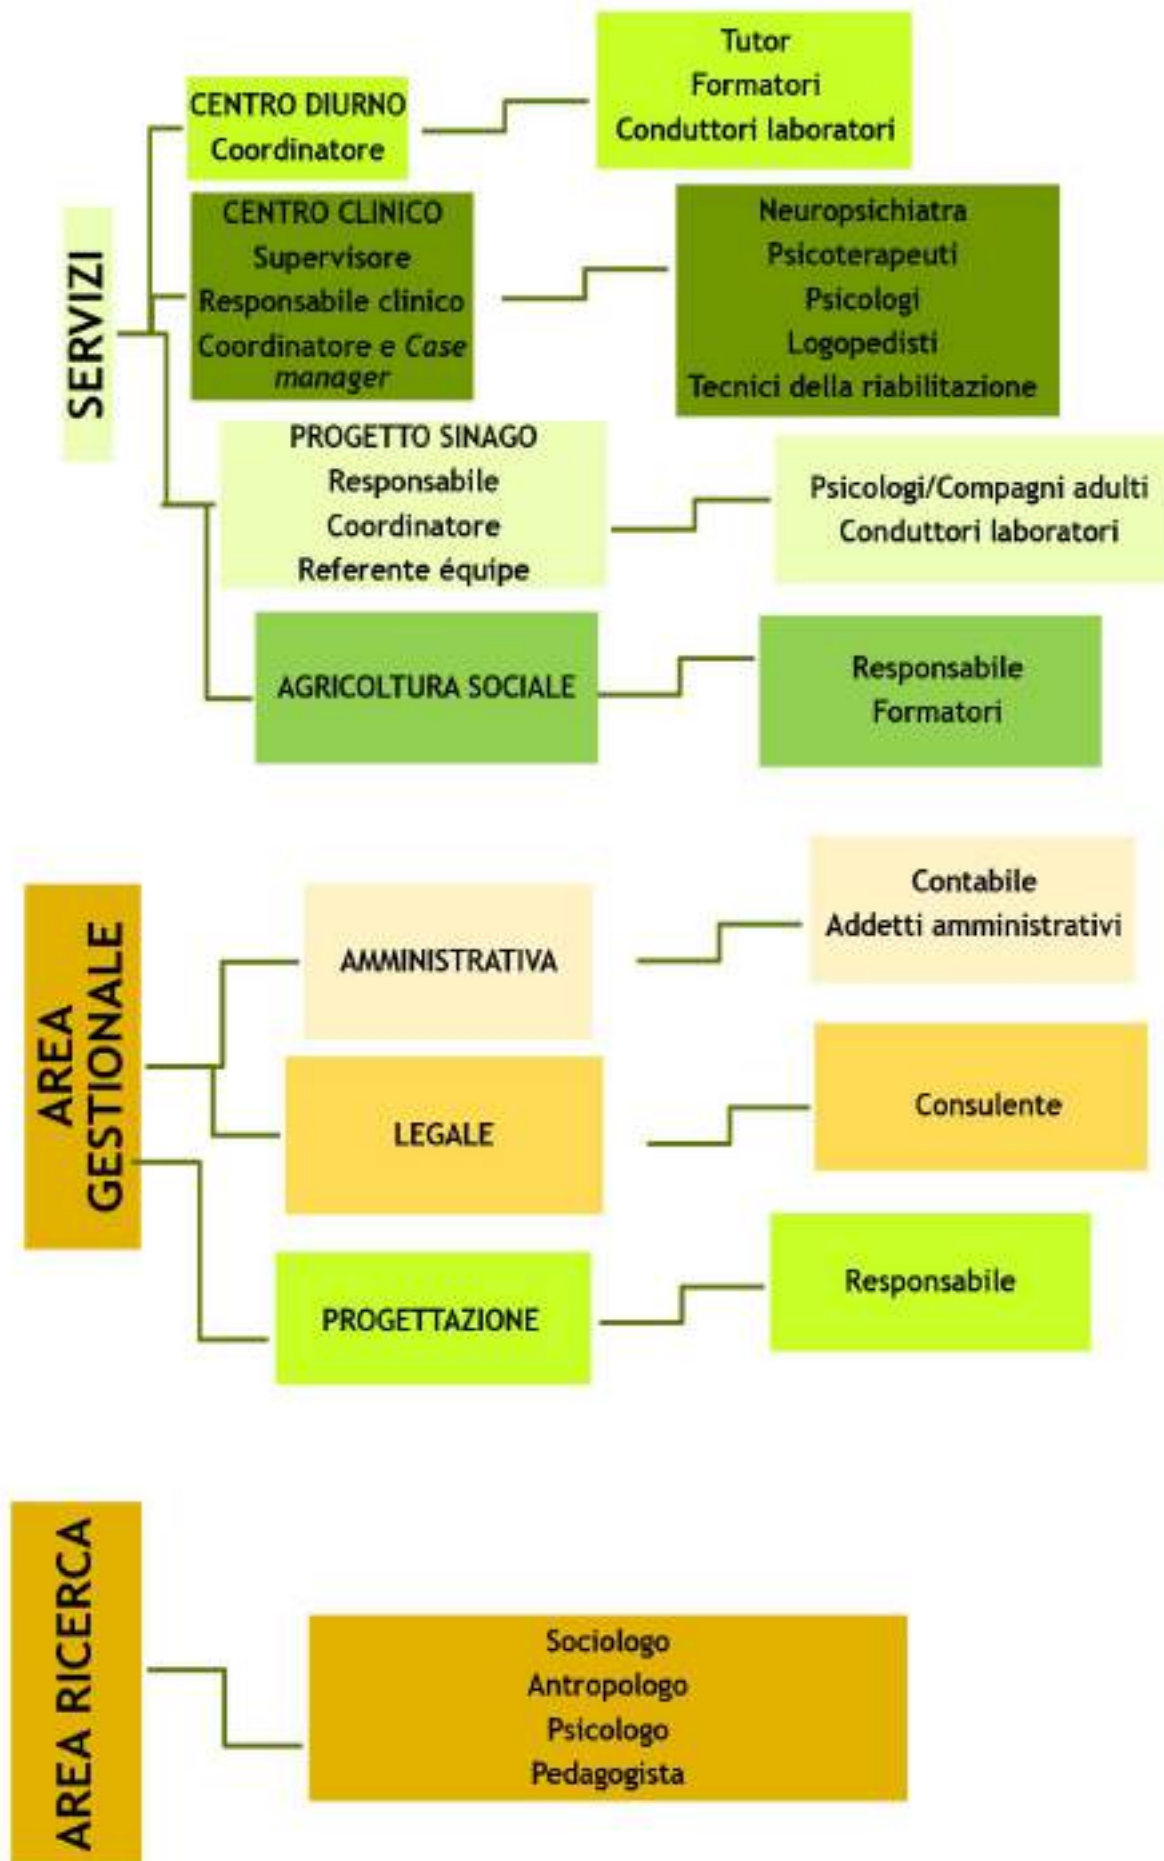 SERVIZI
CENTRO DIURNO
Coordinatore
Tutor
Formatori
Conduttori laboratori
CENTRO CLINICO
Supervisore
Responsabile clinico
Coordinatore e Case
manager
Neuropsichiatra
Psicoterapeuti
Psicologi
Logopedisti
Tecnici della riabilitazione
PROGETTO SINAGO
Responsabile
Coordinatore
Referente équipe
Psicologi/Compagni adulti
Conduttori laboratori
AGRICOLTURA SOCIALE
Responsabile
Formatori
AREA
GESTIONALE
AMMINISTRATIVA
Contabile
Addetti amministrativi
LEGALE
Consulente
PROGETTAZIONE
Responsabile
AREA RICERCA
Sociologo
Antropologo
Psicologo
Pedagogista